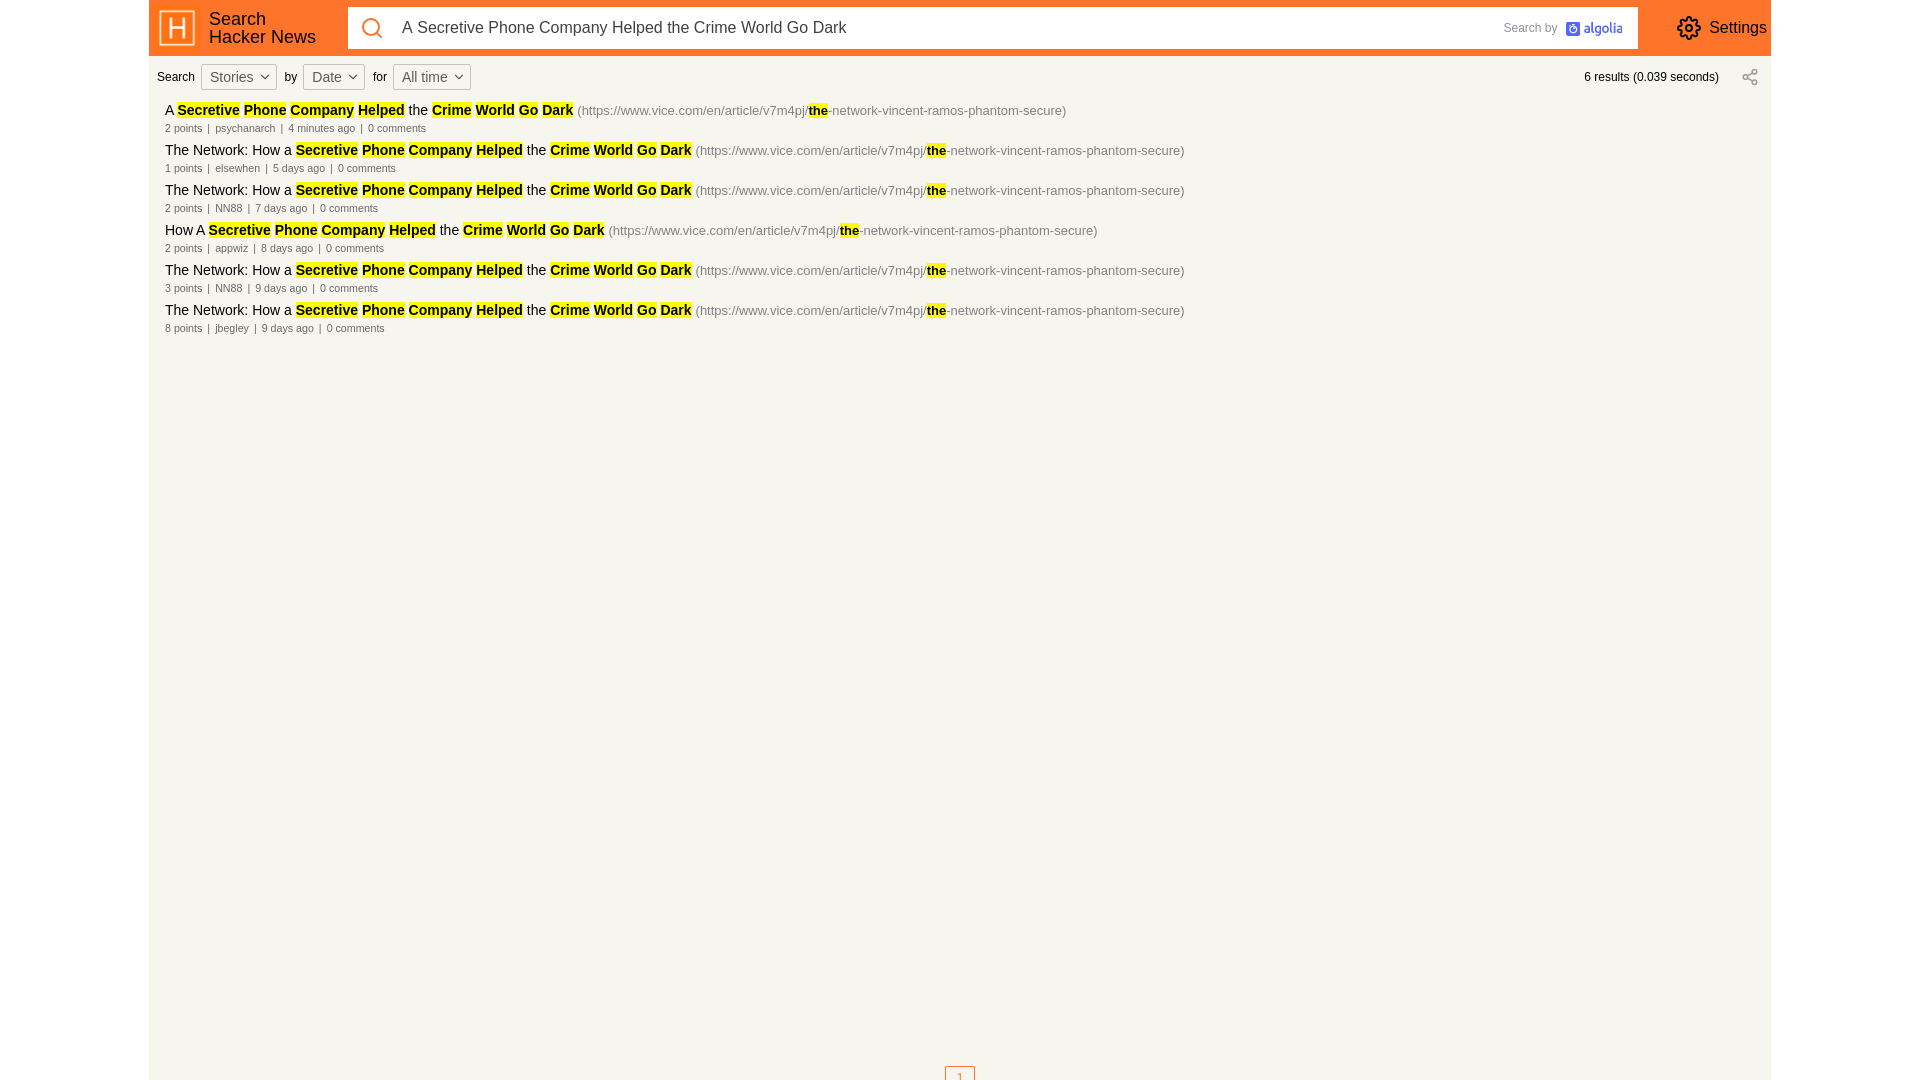 Search
Hacker News
A Secretive Phone Company Helped the Crime World Go Dark
Search by algolia
Settings
Search Stories by Date for All time
6 results (0.039 seconds)
A Secretive Phone Company Helped the Crime World Go Dark (https://www.vice.com/en/article/v7m4pj/the-network-vincent-ramos-phantom-secure)
2 points | psychanarch | 4 minutes ago | 0 comments
The Network: How a Secretive Phone Company Helped the Crime World Go Dark (https://www.vice.com/en/article/v7m4pj/the-network-vincent-ramos-phantom-secure)
1 points | elsewhen | 5 days ago | 0 comments
The Network: How a Secretive Phone Company Helped the Crime World Go Dark (https://www.vice.com/en/article/v7m4pj/the-network-vincent-ramos-phantom-secure)
2 points | NN88 | 7 days ago | 0 comments
How A Secretive Phone Company Helped the Crime World Go Dark (https://www.vice.com/en/article/v7m4pj/the-network-vincent-ramos-phantom-secure)
2 points | appwiz | 8 days ago | 0 comments
The Network: How a Secretive Phone Company Helped the Crime World Go Dark (https://www.vice.com/en/article/v7m4pj/the-network-vincent-ramos-phantom-secure)
3 points | NN88 | 9 days ago | 0 comments
The Network: How a Secretive Phone Company Helped the Crime World Go Dark (https://www.vice.com/en/article/v7m4pj/the-network-vincent-ramos-phantom-secure)
8 points | jbegley | 9 days ago | 0 comments
1